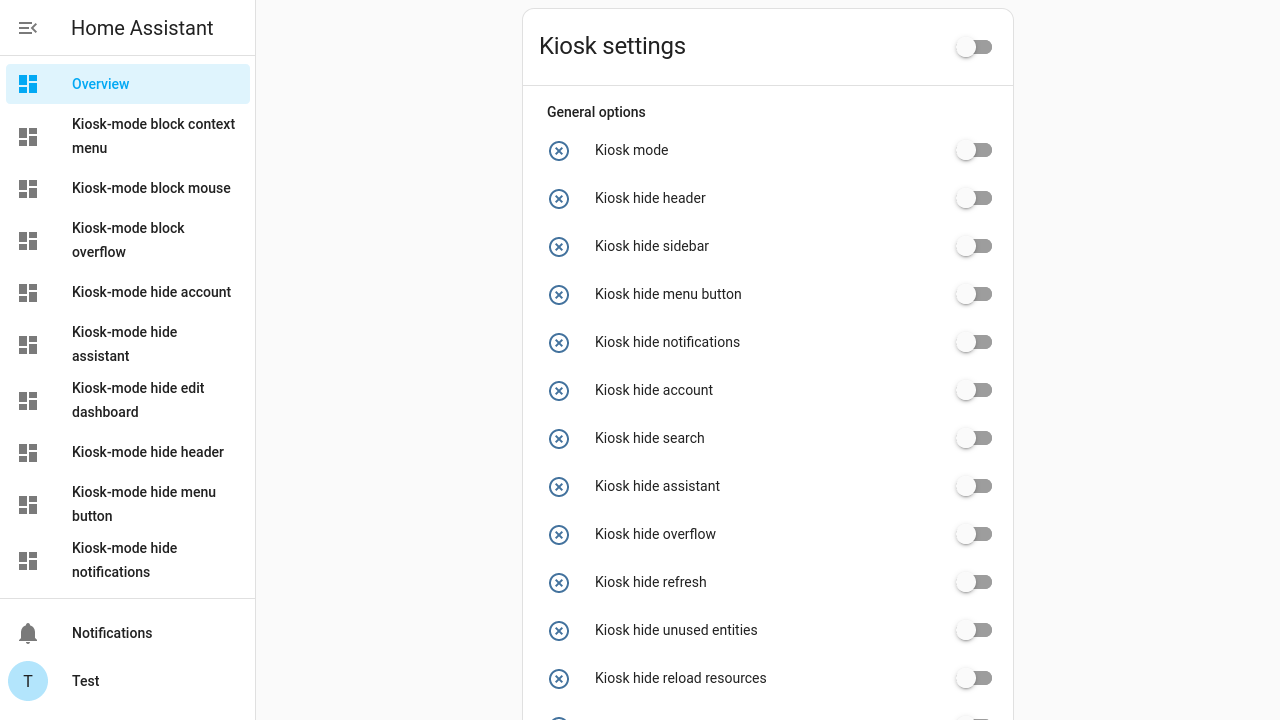 Home Assistant
Overview
Kiosk-mode block context
menu
Kiosk-mode block mouse
Kiosk-mode block
overflow
Kiosk-mode hide account
Kiosk-mode hide
assistant
Kiosk-mode hide edit
dashboard
Kiosk-mode hide header
Kiosk-mode hide menu
button
Kiosk-mode hide
notifications
Notifications
T
Test
Kiosk settings
General options
Kiosk mode
Kiosk hide header
Kiosk hide sidebar
Kiosk hide menu button
Kiosk hide notifications
Kiosk hide account
Kiosk hide search
Kiosk hide assistant
Kiosk hide overflow
Kiosk hide refresh
Kiosk hide unused entities
Kiosk hide reload resources